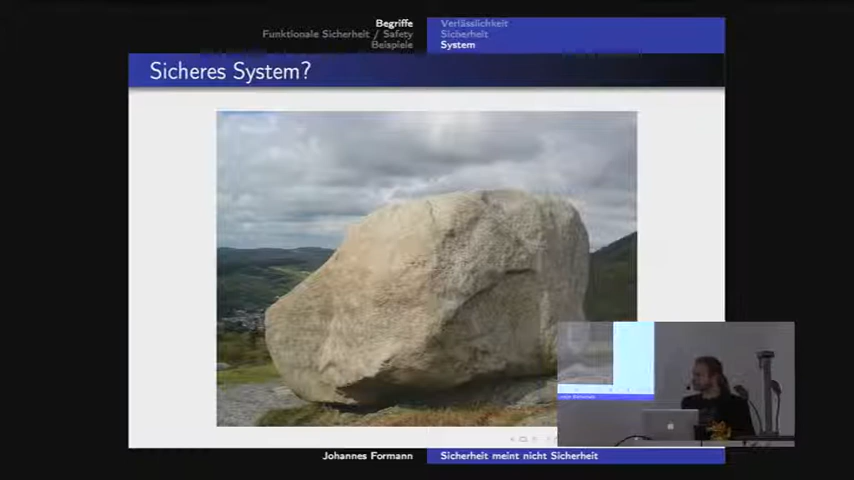 Begriffe
Funktionale Sicherheit / Safety
Beispiele
Verlässlichkeit
Sicherheit
System
Sicheres System?
Johannes Formann
Sicherheit meint nicht Sicherheit